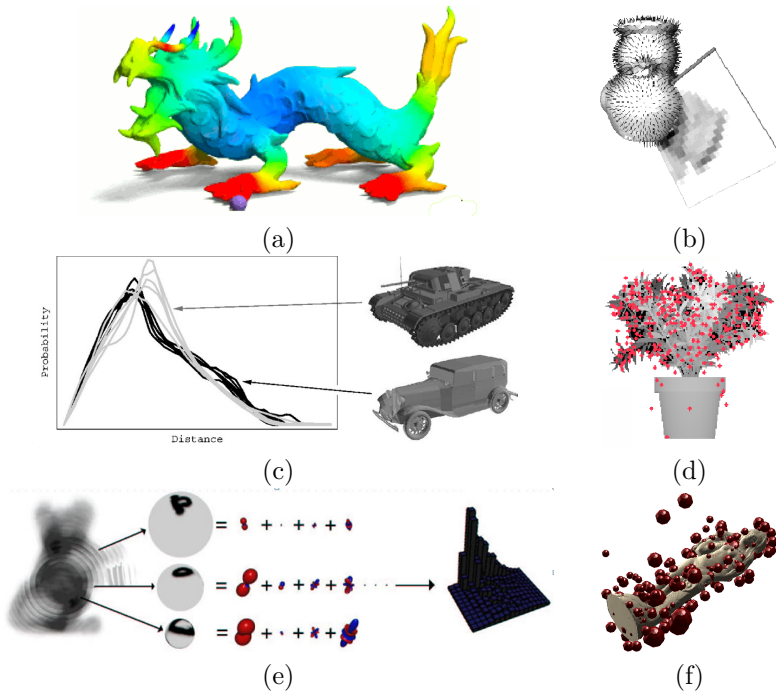 (a)
(b)
Probability
Distance
(c)
(d)
= + + +
= + + +
= + + +
(e)
(f)